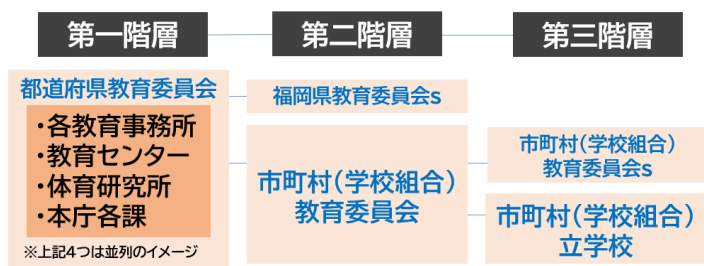 第一階層
第二階層
第三階層
都道府県教育委員会
・各教育事務所
・教育センター
・体育研究所
・本庁各課
※上記4つは並列のイメージ
福岡県教育委員会s
市町村(学校組合)
教育委員会
市町村(学校組合)
教育委員会s
市町村(学校組合)
立学校